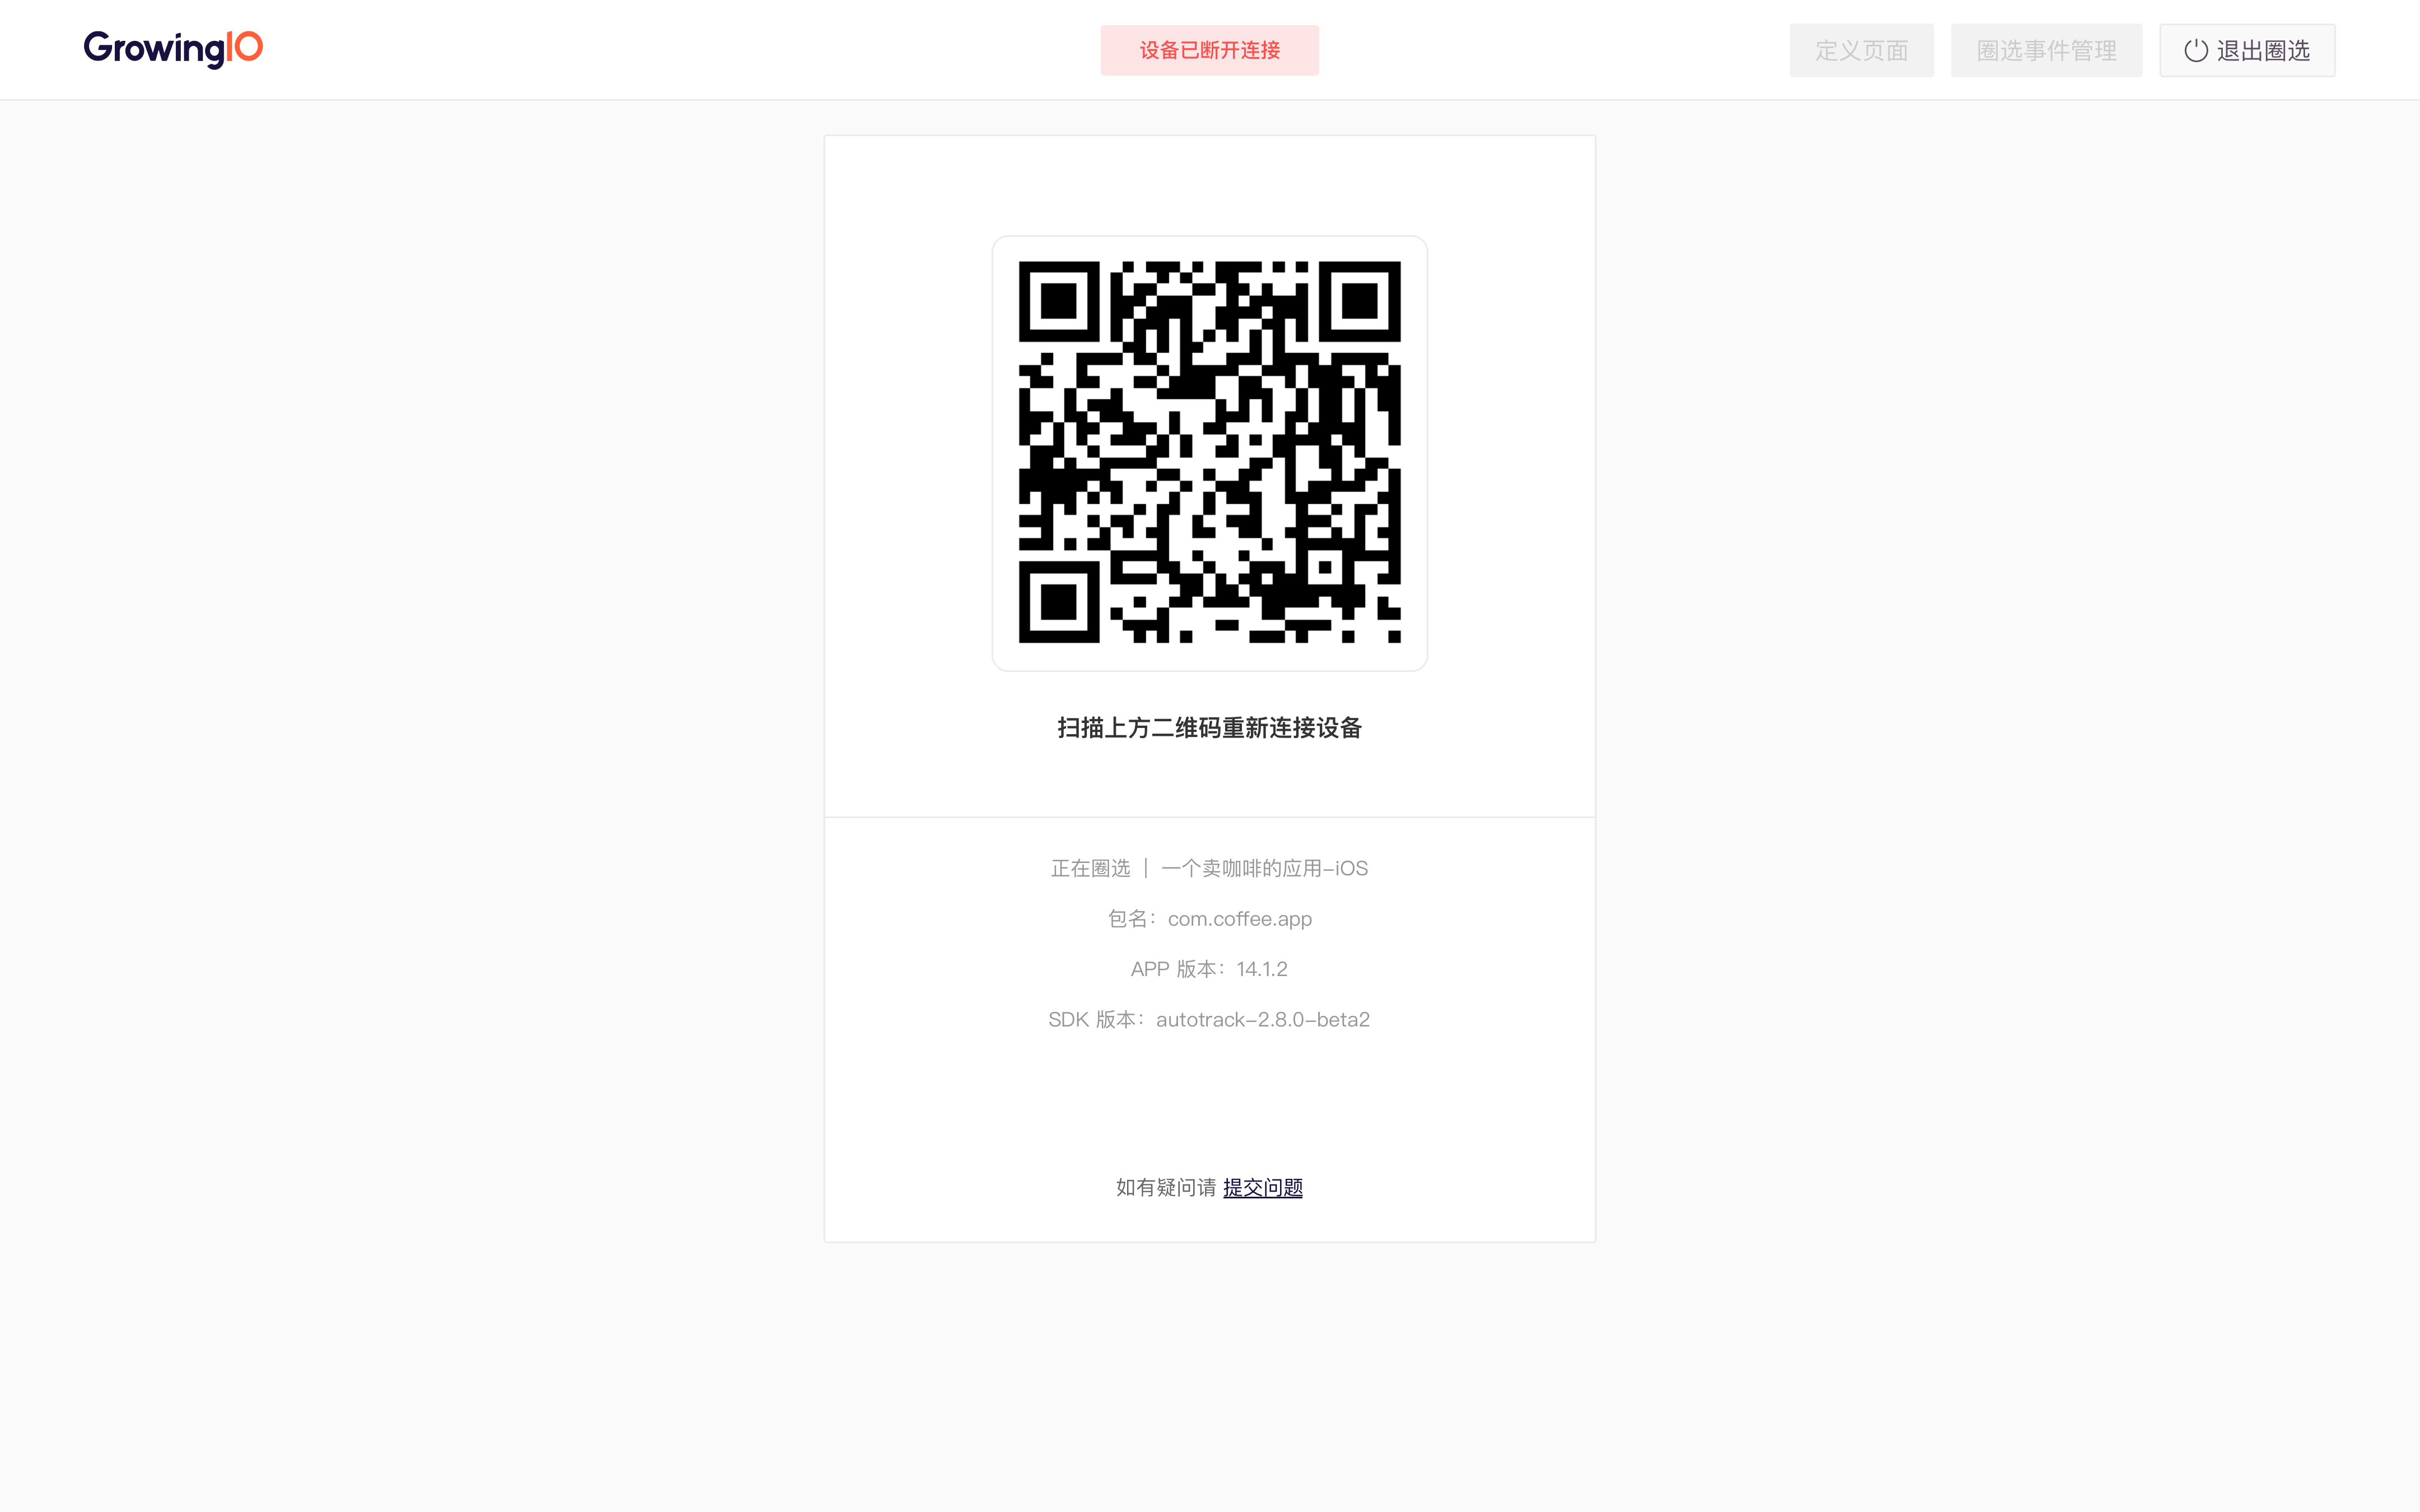 GrowingIO
设备已断开连接
定义页面
圈选事件管理
退出圈选
扫描上方二维码重新连接设备
正在圈选 | 一个卖咖啡的应用-iOS
包名：com.coffee.app
APP 版本：14.1.2
SDK 版本：autotrack-2.8.0-beta2
如有疑问请 提交问题